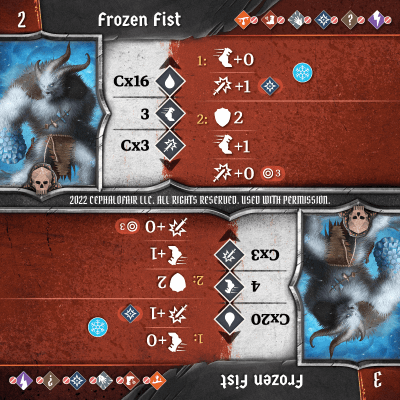 2
Frozen Fist
Cx16
3
Cx3
1: +0
+1
2: 2
+1
+0 3
2022 CEPHALOFAIR LLC. ALL RIGHTS RESERVED. USED WITH PERMISSION.
3
Frozen Fist
Cx20
4
Cx3
1: +0
+1
2: 2
+1
+0 3